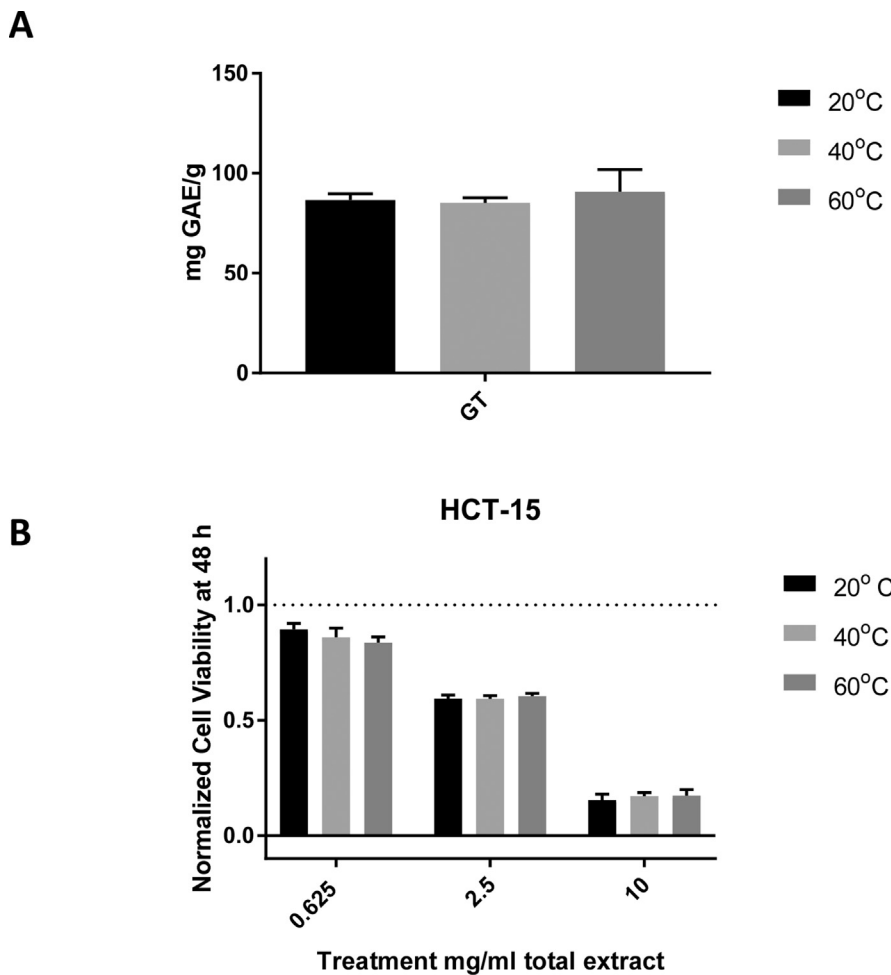 A
150
100
50
0
mg GAE/g
GT
20°C
40°C
60°C
B
HCT-15
Normalized Cell Viability at 48 h
1.0
0.5
0.0
0.625
2.5
10
Treatment mg/ml total extract
20° C
40°C
60°C